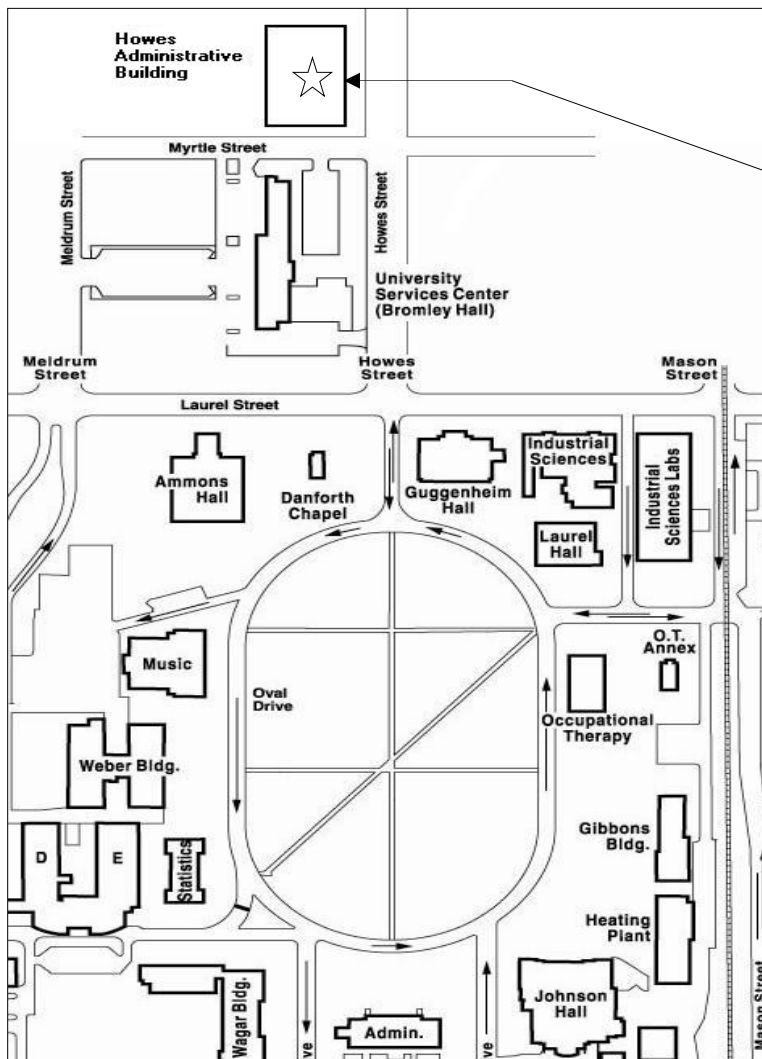 Howes
Administrative
Building
Myrtle Street
Meldrum Street
Howes Street
University
Services Center
(Bromley Hall)
Meldrum
Street
Howes
Street
Mason
Street
Laurel Street
Ammons
Hall
Danforth
Chapel
Guggenheim
Hall
Industrial
Sciences
Laurel
Hall
Industrial
Sciences Labs
Music
Oval
Drive
O.T.
Annex
Occupational
Therapy
Weber Bldg.
D
E
Statistics
Gibbons
Bldg.
Heating
Plant
Wagar Bldg.
Admin.
Johnson
Hall
Mason Street
ve
ve